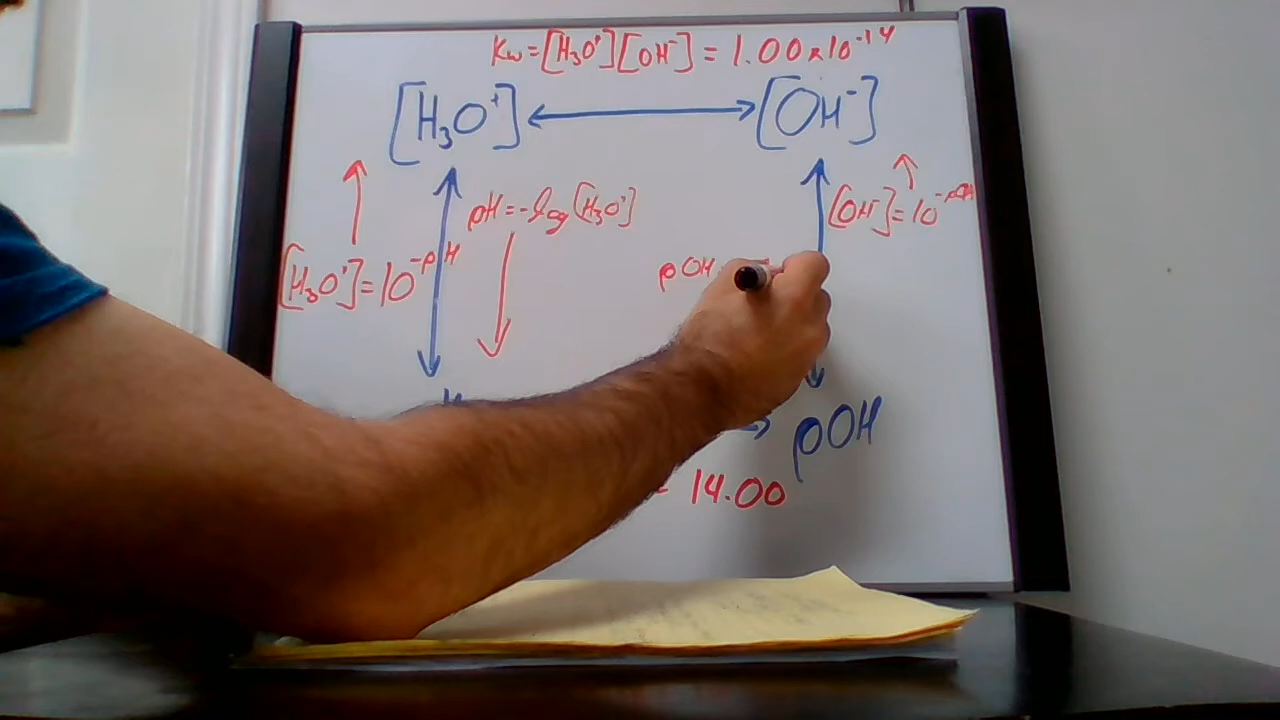 Kw=[H₃O⁺][OH⁻] = 1.00x10⁻¹⁴
[H₃O⁺] [OH⁻]
pH=-log[H₃O⁺] [OH⁻]=10⁻ᵖᴼᴴ
[H₃O⁺]=10⁻ᵖᴴ pOH
pOH
= 14.00